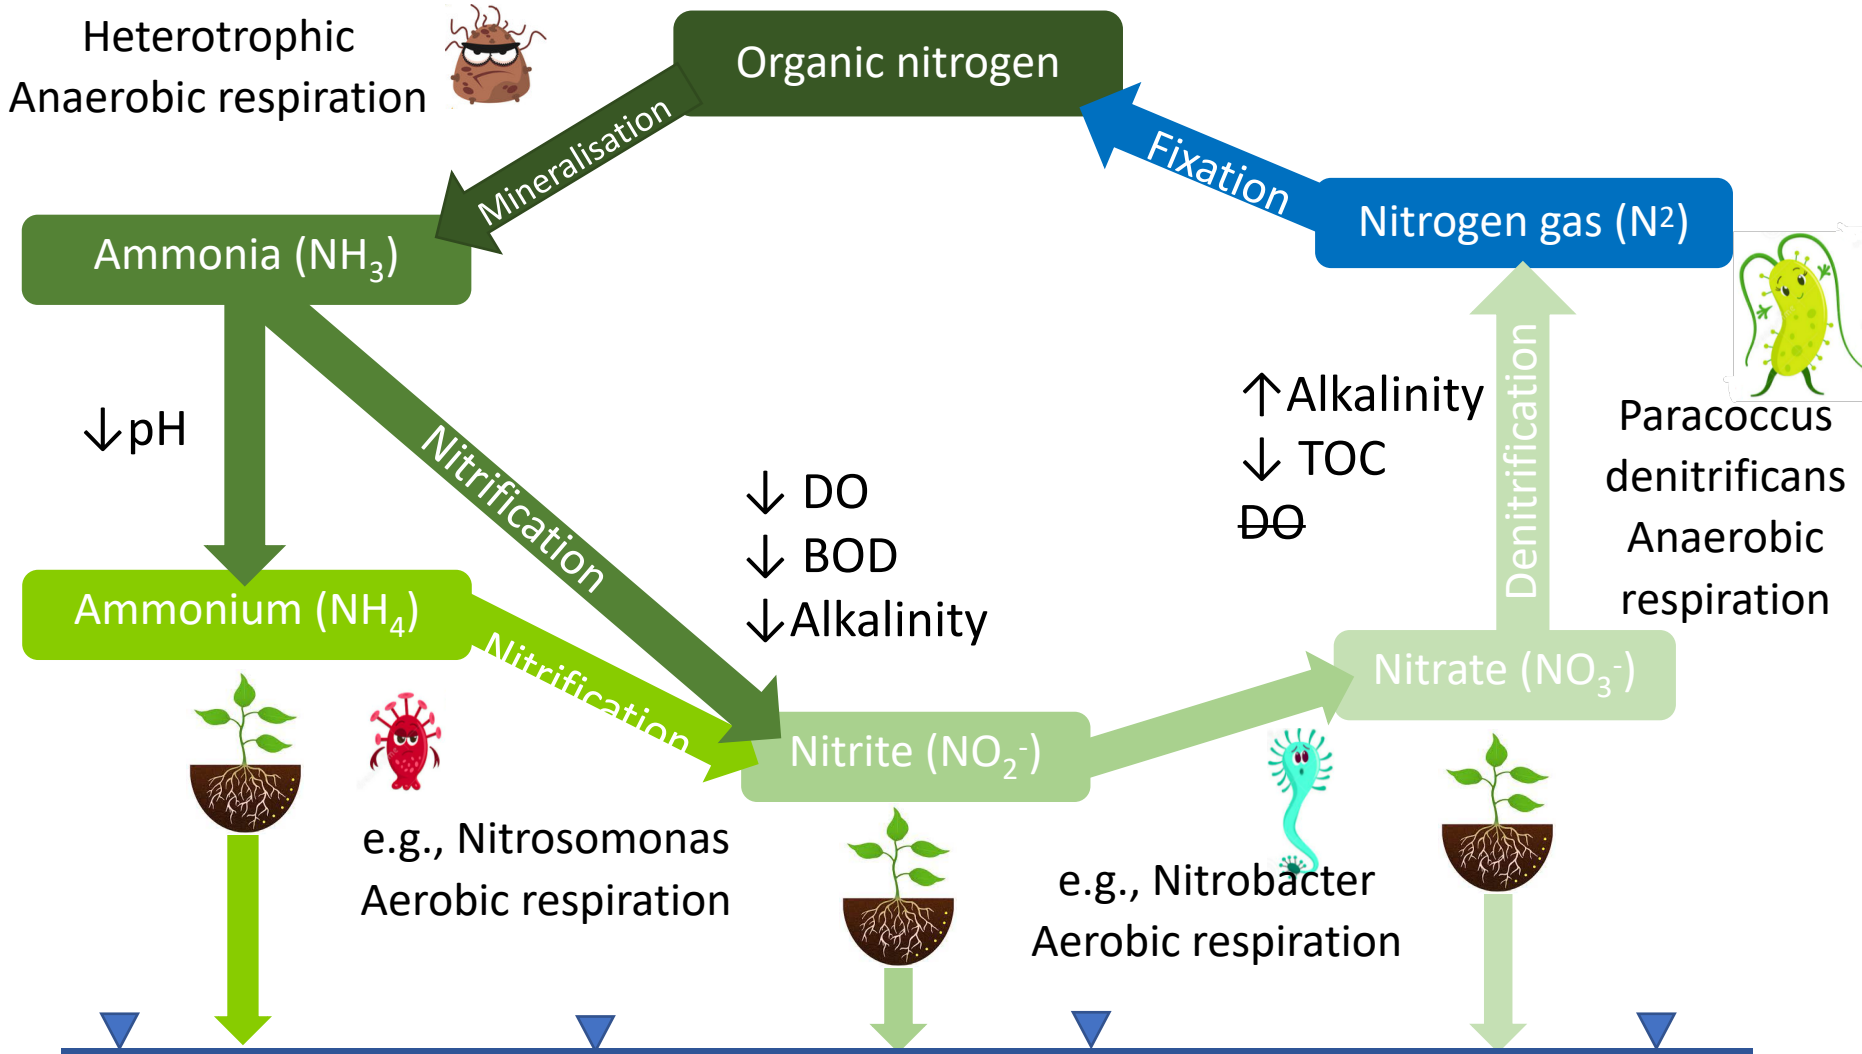 Heterotrophic
Anaerobic respiration
Organic nitrogen
Mineralisation
Fixation
Nitrogen gas (N²)
Ammonia (NH₃)
↓pH
Nitrification
↓ DO
↓ BOD
↓Alkalinity
↑Alkalinity
↓ TOC
DO
Denitrification
Paracoccus
denitrificans
Anaerobic
respiration
Ammonium (NH₄)
Nitrification
Nitrite (NO₂⁻)
Nitrate (NO₃⁻)
e.g., Nitrosomonas
Aerobic respiration
e.g., Nitrobacter
Aerobic respiration